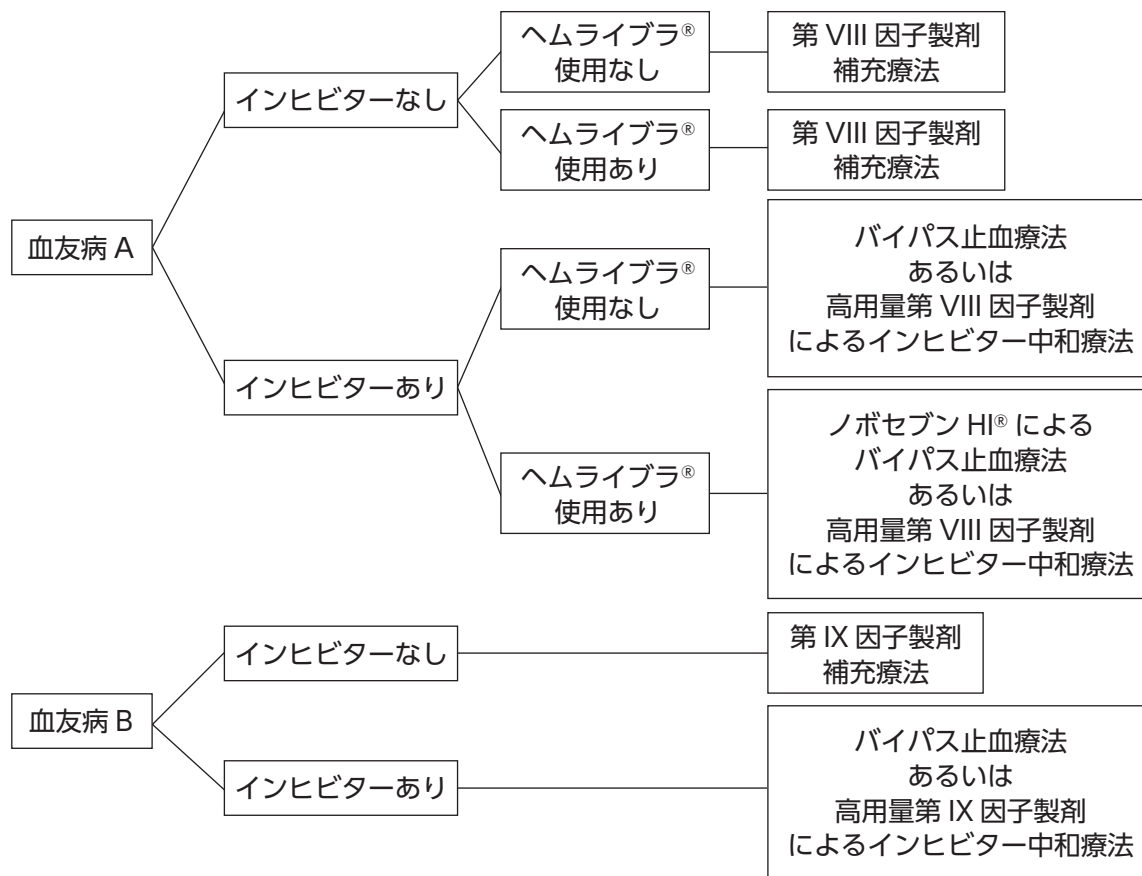 血友病 A
インヒビターなし
ヘムライブラ®
使用なし
第 VIII 因子製剤
補充療法
ヘムライブラ®
使用あり
第 VIII 因子製剤
補充療法
インヒビターあり
ヘムライブラ®
使用なし
バイパス止血療法
あるいは
高用量第 VIII 因子製剤
によるインヒビター中和療法
ヘムライブラ®
使用あり
ノボセブン HI® による
バイパス止血療法
あるいは
高用量第 VIII 因子製剤
によるインヒビター中和療法
血友病 B
インヒビターなし
第 IX 因子製剤
補充療法
インヒビターあり
バイパス止血療法
あるいは
高用量第 IX 因子製剤
によるインヒビター中和療法